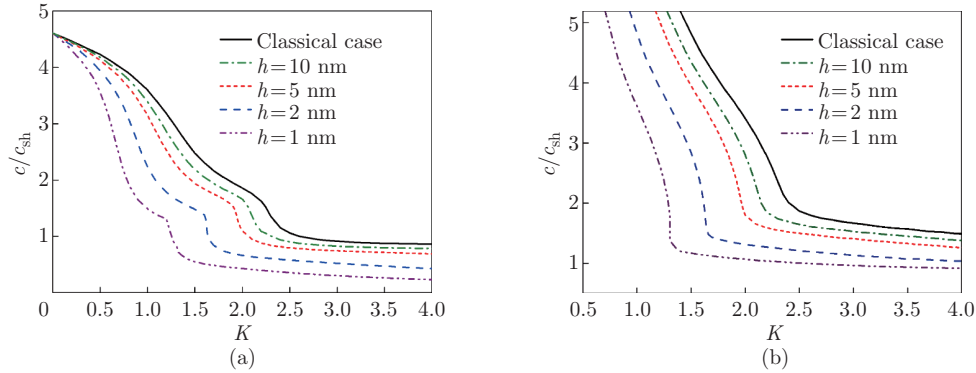 5
4
3
2
1
0
0.5
1.0
1.5
2.0
2.5
3.0
3.5
4.0
c/c_sh
K
Classical case
h=10 nm
h=5 nm
h=2 nm
h=1 nm
(a)
5
4
3
2
1
0.5
1.0
1.5
2.0
2.5
3.0
3.5
4.0
c/c_sh
K
Classical case
h=10 nm
h=5 nm
h=2 nm
h=1 nm
(b)